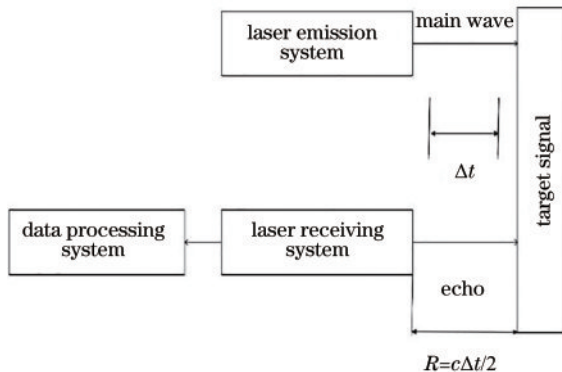 main wave
laser emission
system
Δt
target signal
data processing
system
laser receiving
system
echo
R=cΔt/2